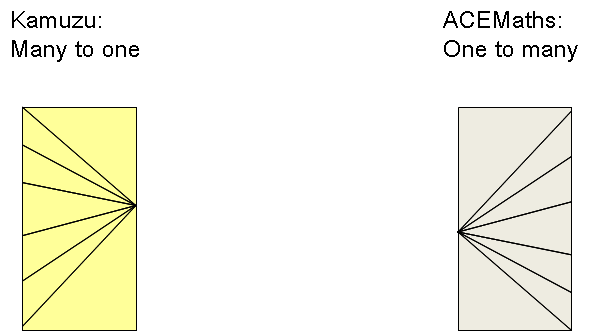 Kamuzu:
Many to one
ACEMaths:
One to many